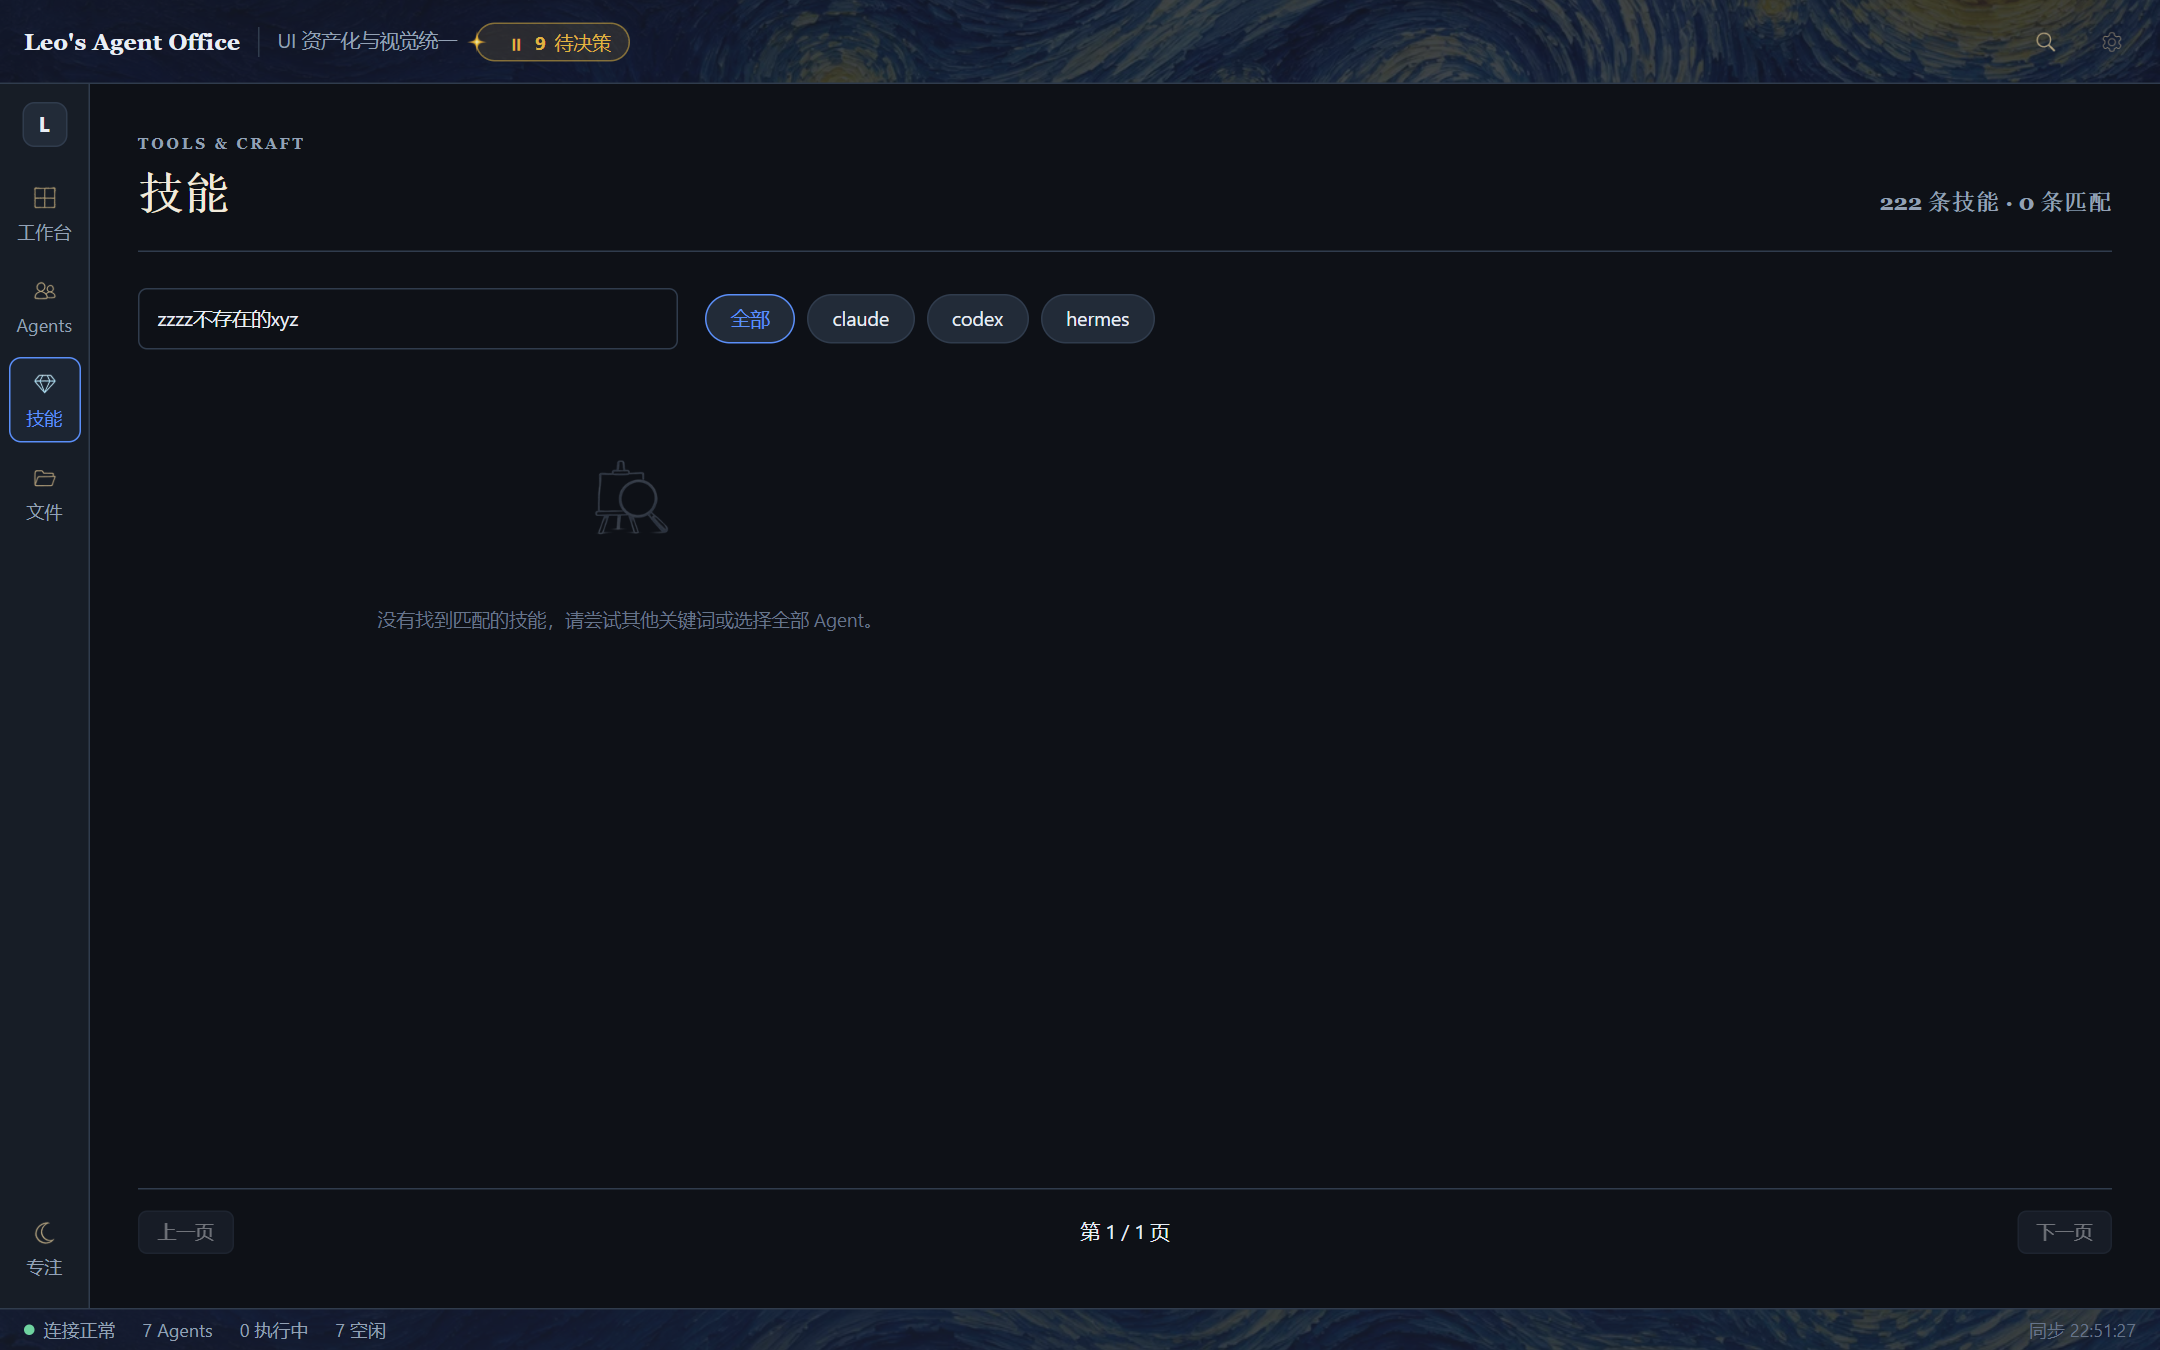 Leo's Agent Office
UI 资产化与视觉统一
9 待决策
L
工作台
Agents
技能
文件
专注
TOOLS & CRAFT
技能
222 条技能 · 0 条匹配
zzzz不存在的xyz
全部
claude
codex
hermes
没有找到匹配的技能，请尝试其他关键词或选择全部 Agent。
上一页
第 1 / 1 页
下一页
连接正常
7 Agents
0 执行中
7 空闲
同步 22:51:27